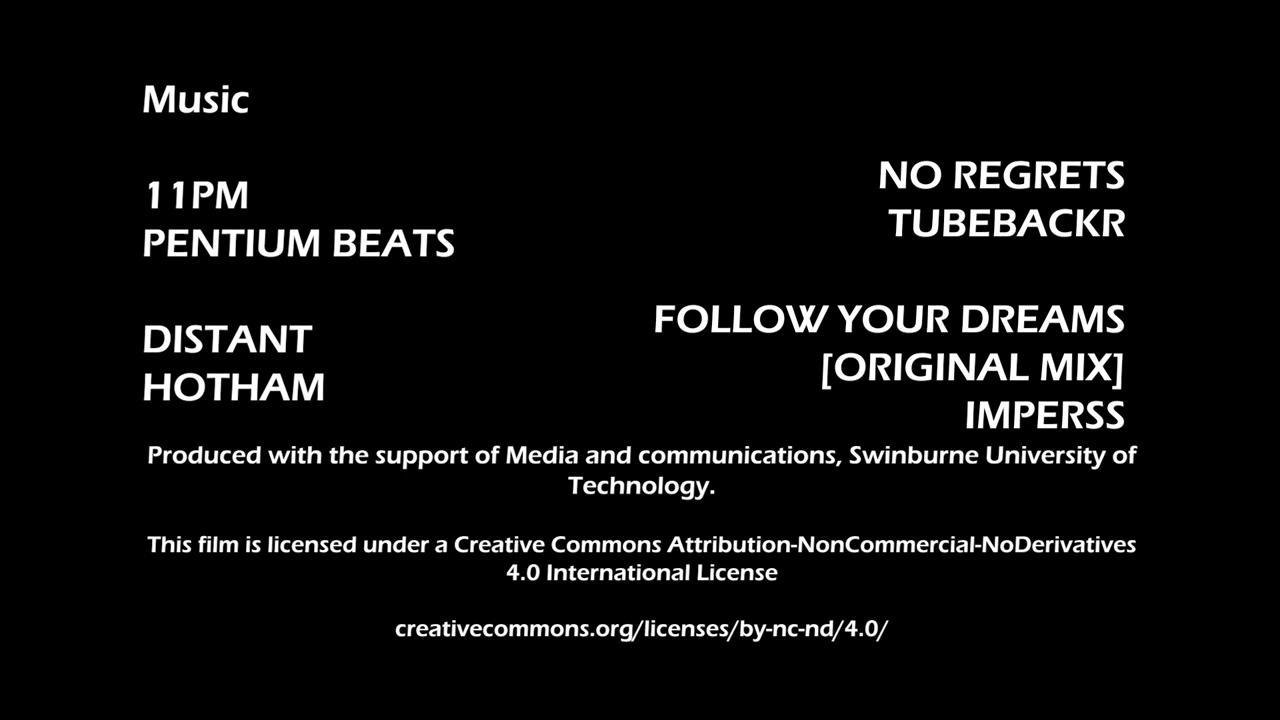 Music
11PM
PENTIUM BEATS
DISTANT
HOTHAM
NO REGRETS
TUBEBACKR
FOLLOW YOUR DREAMS
[ORIGINAL MIX]
IMPERSS
Produced with the support of Media and communications, Swinburne University of
Technology.
This film is licensed under a Creative Commons Attribution-NonCommercial-NoDerivatives
4.0 International License
creativecommons.org/licenses/by-nc-nd/4.0/